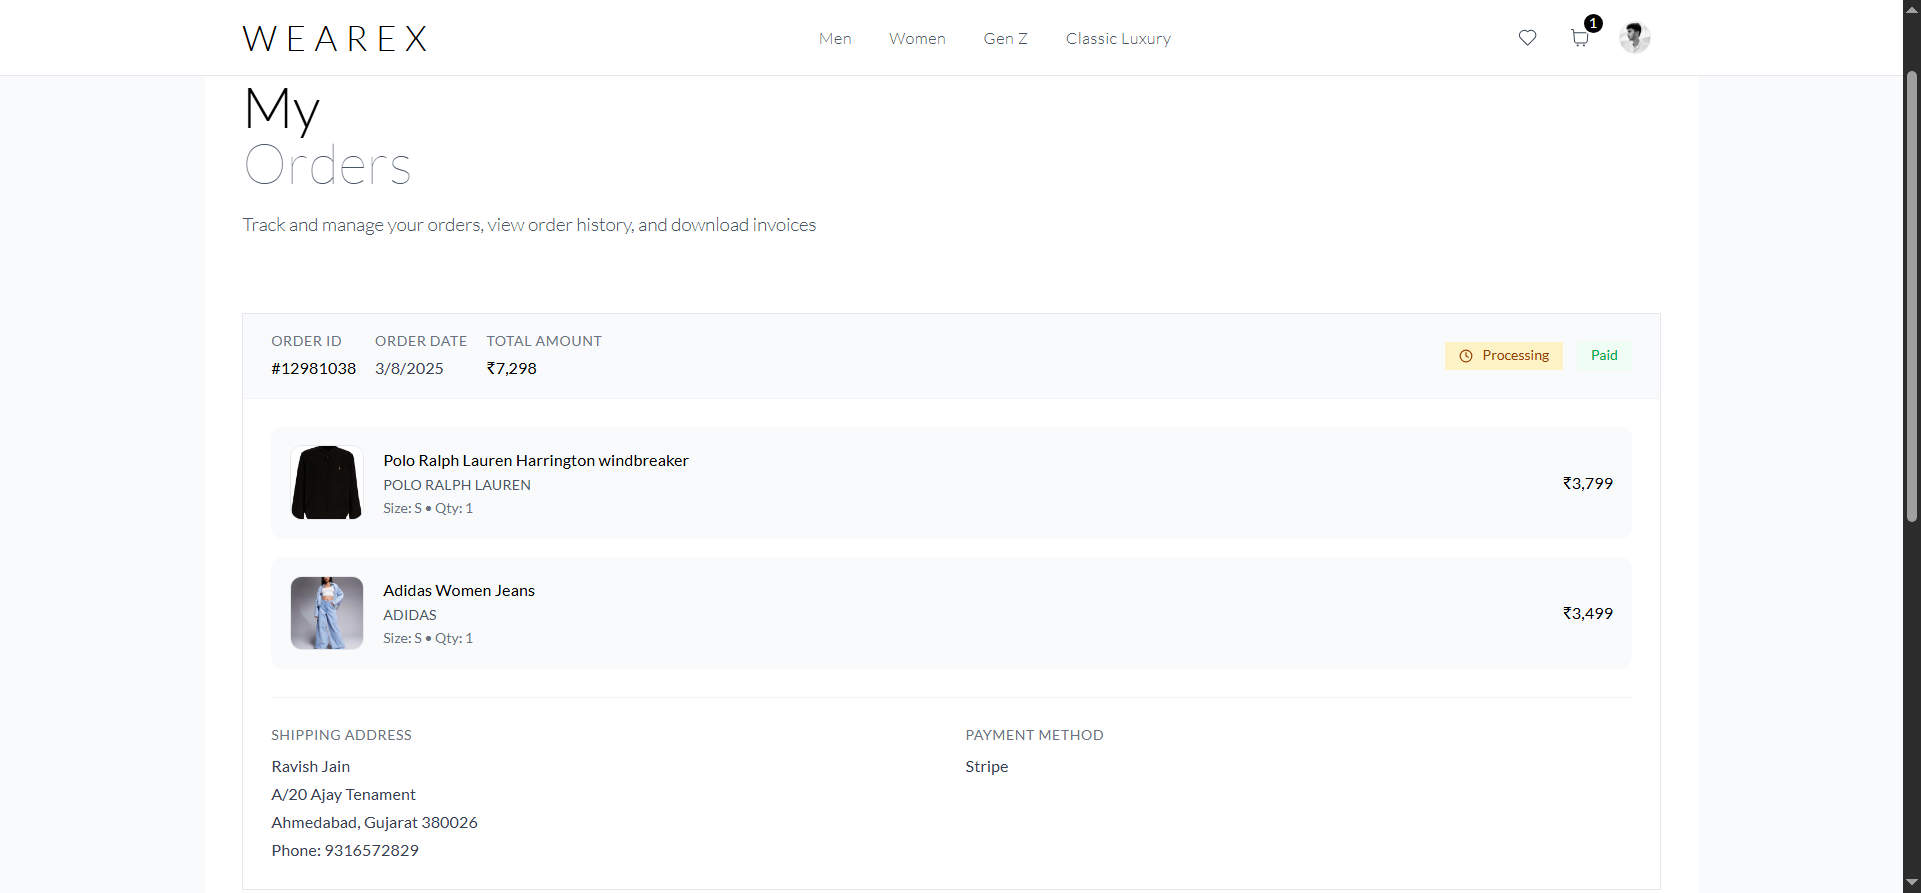 WEAREX
Men Women Gen Z Classic Luxury
1
My
Orders
Track and manage your orders, view order history, and download invoices
ORDER ID ORDER DATE TOTAL AMOUNT
#12981038 3/8/2025 ₹7,298
Processing Paid
Polo Ralph Lauren Harrington windbreaker
POLO RALPH LAUREN
Size: S • Qty: 1
₹3,799
Adidas Women Jeans
ADIDAS
Size: S • Qty: 1
₹3,499
SHIPPING ADDRESS
Ravish Jain
A/20 Ajay Tenament
Ahmedabad, Gujarat 380026
Phone: 9316572829
PAYMENT METHOD
Stripe